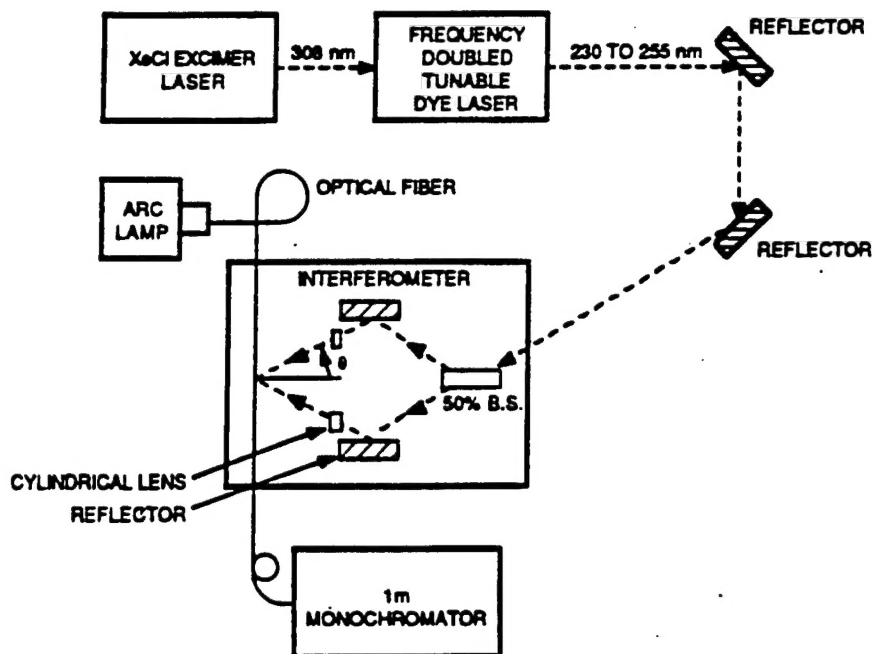 XeCl EXCIMER
LASER
308 nm
FREQUENCY
DOUBLED
TUNABLE
DYE LASER
230 TO 255 nm
REFLECTOR
ARC
LAMP
OPTICAL FIBER
REFLECTOR
INTERFEROMETER
θ
50% B.S.
CYLINDRICAL LENS
REFLECTOR
1m
MONOCHROMATOR